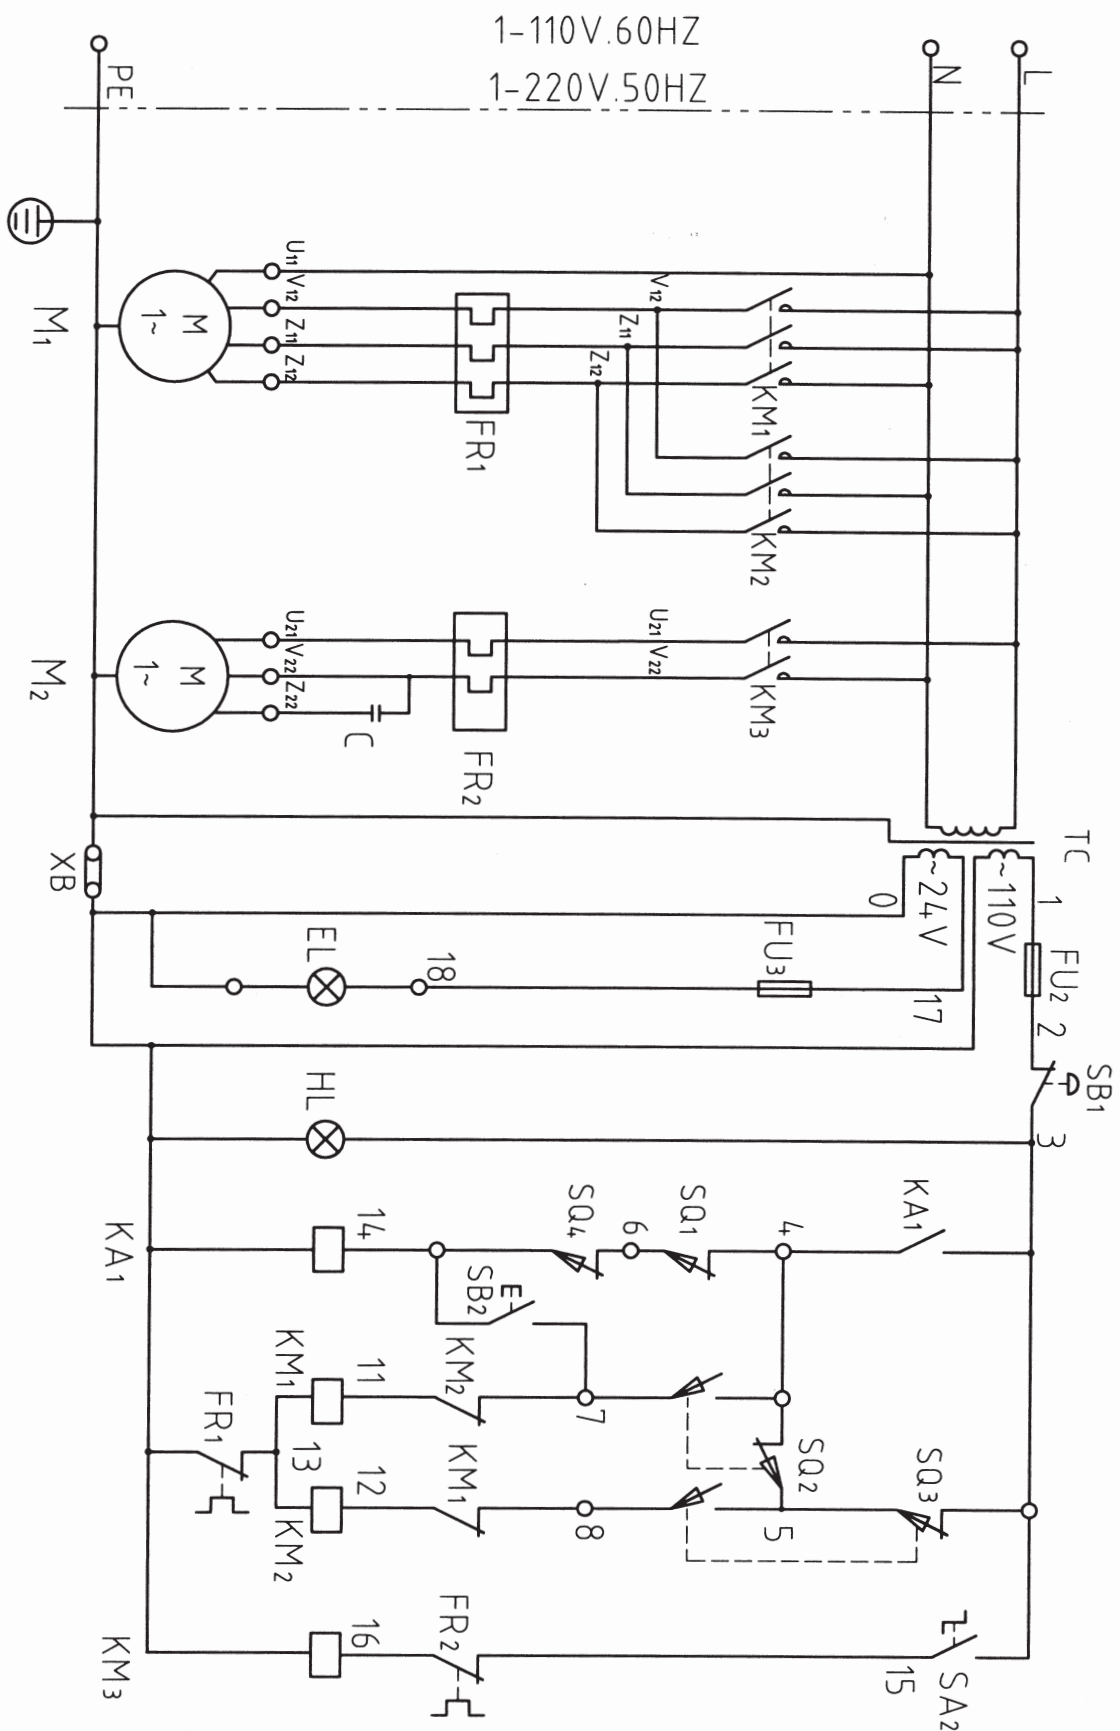 1-110V.60HZ
1-220V.50HZ
L
N
PE
U11
V12
Z11
Z12
M1
M
1~
FR1
V12
Z11
Z12
KM1
KM2
M2
M
1~
U21
V22
Z22
C
FR2
U21
V22
KM3
TC
XB
0
~24V
~110V
1
FU2
2
SB1
3
EL
18
FU3
17
HL
KA1
14
SQ4
6
SQ1
4
KA1
SB2
KM1
11
KM2
7
SQ2
FR1
13
12
KM1
8
5
SQ3
KM2
KM3
16
FR2
15
SA2